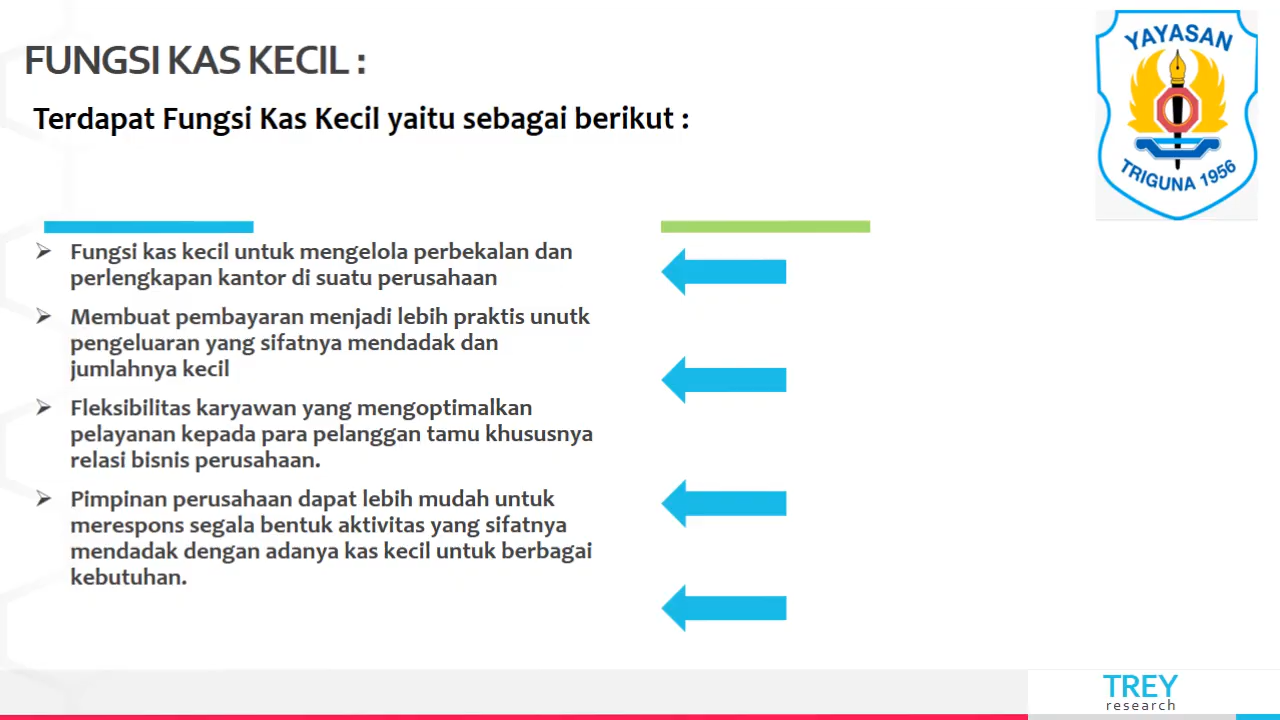 FUNGSI KAS KECIL :
Terdapat Fungsi Kas Kecil yaitu sebagai berikut :
YAYASAN
TRIGUNA 1956
Fungsi kas kecil untuk mengelola perbekalan dan
perlengkapan kantor di suatu perusahaan
Membuat pembayaran menjadi lebih praktis unutk
pengeluaran yang sifatnya mendadak dan
jumlahnya kecil
Fleksibilitas karyawan yang mengoptimalkan
pelayanan kepada para pelanggan tamu khususnya
relasi bisnis perusahaan.
Pimpinan perusahaan dapat lebih mudah untuk
merespons segala bentuk aktivitas yang sifatnya
mendadak dengan adanya kas kecil untuk berbagai
kebutuhan.
TREY
research